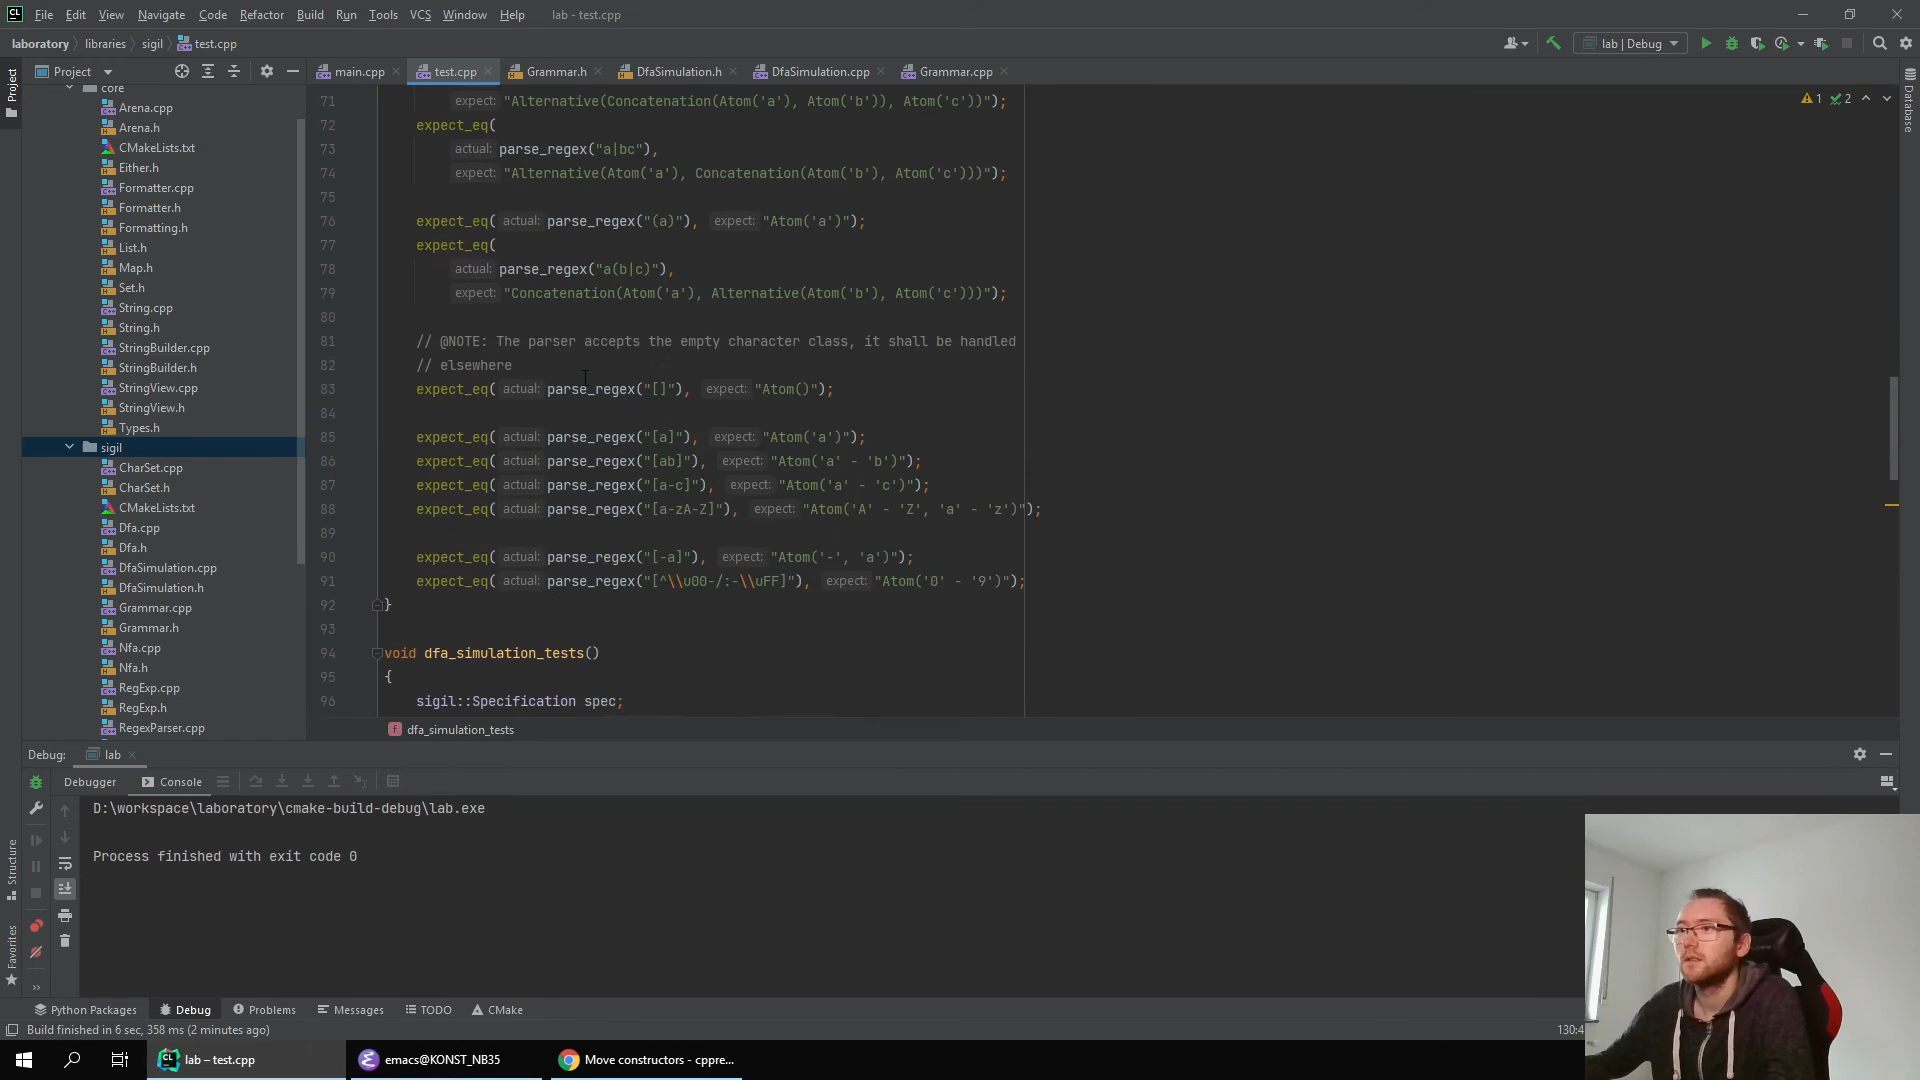 File Edit View Navigate Code Refactor Build Run Tools VCS Window Help lab - test.cpp
laboratory libraries sigil test.cpp lab | Debug
Project
Project
main.cpp test.cpp Grammar.h DfaSimulation.h DfaSimulation.cpp Grammar.cpp
core
Arena.cpp
Arena.h
CMakeLists.txt
Either.h
Formatter.cpp
Formatter.h
Formatting.h
List.h
Map.h
Set.h
String.cpp
String.h
StringBuilder.cpp
StringBuilder.h
StringView.cpp
StringView.h
Types.h
sigil
CharSet.cpp
CharSet.h
CMakeLists.txt
Dfa.cpp
Dfa.h
DfaSimulation.cpp
DfaSimulation.h
Grammar.cpp
Grammar.h
Nfa.cpp
Nfa.h
RegExp.cpp
RegExp.h
RegexParser.cpp
1 2
Database
71 expect: "Alternative(Concatenation(Atom('a'), Atom('b')), Atom('c'))");
72 expect_eq(
73 actual: parse_regex("a|bc"),
74 expect: "Alternative(Atom('a'), Concatenation(Atom('b'), Atom('c')))");
75
76 expect_eq( actual: parse_regex("(a)"), expect: "Atom('a')");
77 expect_eq(
78 actual: parse_regex("a(b|c)"),
79 expect: "Concatenation(Atom('a'), Alternative(Atom('b'), Atom('c')))");
80
81 // @NOTE: The parser accepts the empty character class, it shall be handled
82 // elsewhere
83 expect_eq( actual: parse_regex("[]"), expect: "Atom()");
84
85 expect_eq( actual: parse_regex("[a]"), expect: "Atom('a')");
86 expect_eq( actual: parse_regex("[ab]"), expect: "Atom('a' - 'b')");
87 expect_eq( actual: parse_regex("[a-c]"), expect: "Atom('a' - 'c')");
88 expect_eq( actual: parse_regex("[a-zA-Z]"), expect: "Atom('A' - 'Z', 'a' - 'z')");
89
90 expect_eq( actual: parse_regex("[-a]"), expect: "Atom('-', 'a')");
91 expect_eq( actual: parse_regex("[^\\u00-/:-\\uFF]"), expect: "Atom('0' - '9')");
92 }
93
94 void dfa_simulation_tests()
95 {
96 sigil::Specification spec;
f dfa_simulation_tests
Debug: lab
Debugger Console
D:\workspace\laboratory\cmake-build-debug\lab.exe
Process finished with exit code 0
Structure
Favorites
Python Packages Debug Problems Messages TODO CMake
Build finished in 6 sec, 358 ms (2 minutes ago) 130:4
lab – test.cpp emacs@KONST_NB35 Move constructors - cppre...